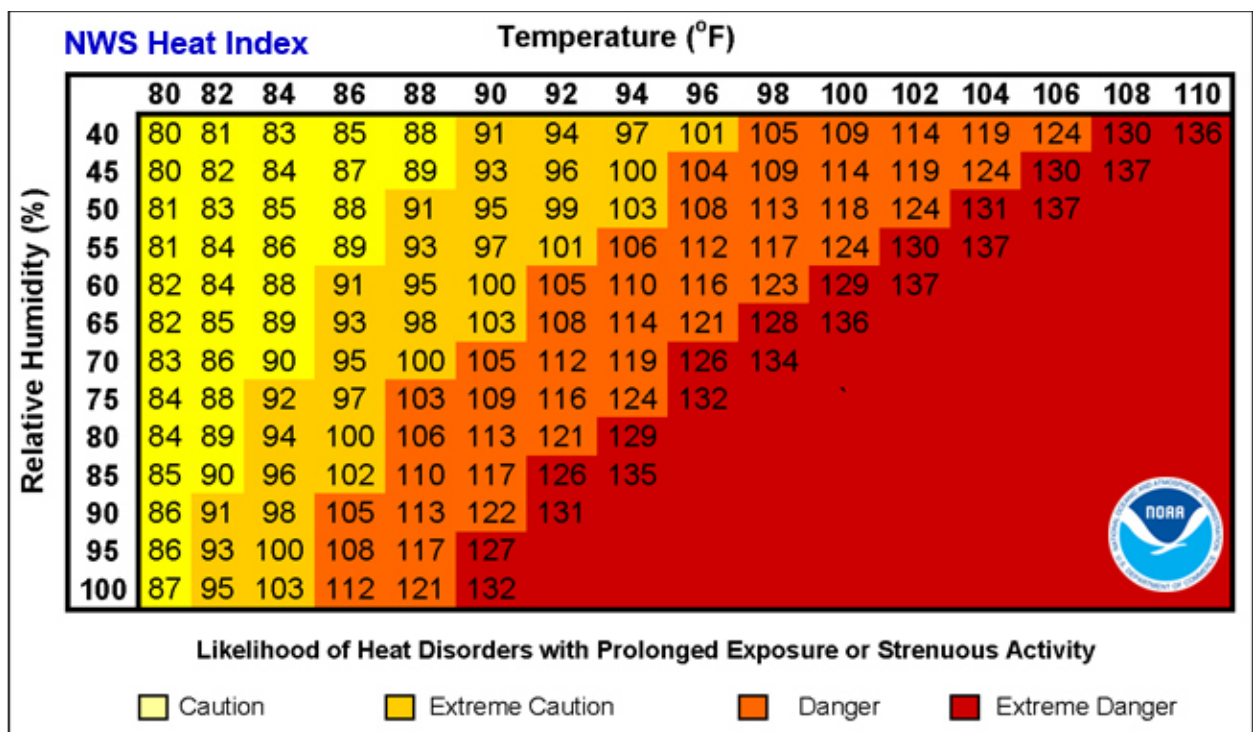 NWS Heat Index
Temperature (°F)
80 82 84 86 88 90 92 94 96 98 100 102 104 106 108 110
Relative Humidity (%)
40 80 81 83 85 88 91 94 97 101 105 109 114 119 124 130 136
45 80 82 84 87 89 93 96 100 104 109 114 119 124 130 137
50 81 83 85 88 91 95 99 103 108 113 118 124 131 137
55 81 84 86 89 93 97 101 106 112 117 124 130 137
60 82 84 88 91 95 100 105 110 116 123 129 137
65 82 85 89 93 98 103 108 114 121 128 136
70 83 86 90 95 100 105 112 119 126 134
75 84 88 92 97 103 109 116 124 132 `
80 84 89 94 100 106 113 121 129
85 85 90 96 102 110 117 126 135
90 86 91 98 105 113 122 131
95 86 93 100 108 117 127
100 87 95 103 112 121 132
NATIONAL OCEANIC AND ATMOSPHERIC ADMINISTRATION
NOAA
U.S. DEPARTMENT OF COMMERCE
Likelihood of Heat Disorders with Prolonged Exposure or Strenuous Activity
Caution
Extreme Caution
Danger
Extreme Danger